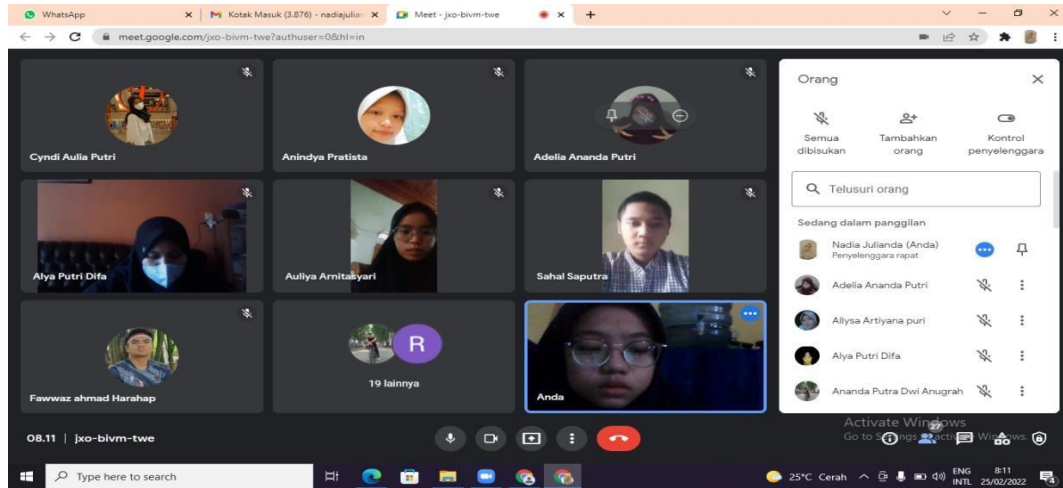 WhatsApp
Kotak Masuk (3.876) - nadiajulian
Meet - jxo-bivm-twe
meet.google.com/jxo-bivm-twe?authuser=0&hl=in
Cyndi Aulia Putri
Anindya Pratista
Adelia Ananda Putri
Alya Putri Difa
Auliya Arnitasyari
Sahal Saputra
Fawwaz ahmad Harahap
R
19 lainnya
Anda
Orang
Semua dibisukan
Tambahkan orang
Kontrol penyelenggara
Telusuri orang
Sedang dalam panggilan
Nadia Julianda (Anda)
Penyelenggara rapat
Adelia Ananda Putri
Allysa Artiyana puri
Alya Putri Difa
Ananda Putra Dwi Anugrah
08.11 | jxo-bivm-twe
27
Activate Windows
Go to Settings to activate Windows.
Type here to search
25°C Cerah
ENG
INTL
8:11
25/02/2022